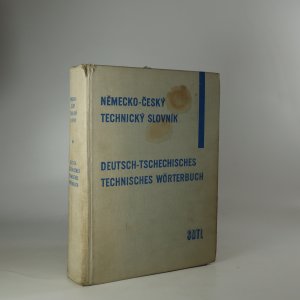 NĚMECKO-ČESKÝ
TECHNICKÝ SLOVNÍK
DEUTSCH-TSCHECHISCHES
TECHNISCHES WÖRTERBUCH
SNTL